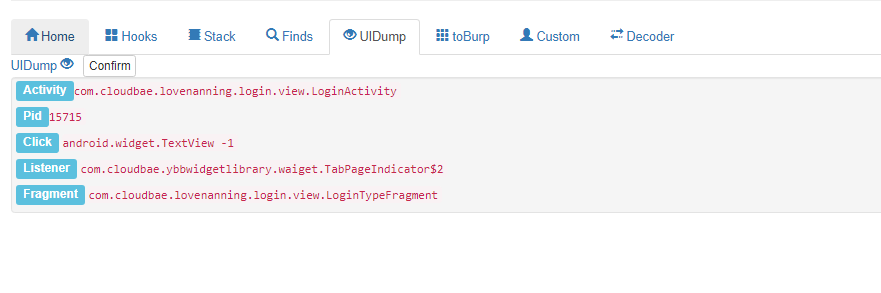 Home Hooks Stack Finds UIDump toBurp Custom Decoder
UIDump Confirm
Activity com.cloudbae.lovenanning.login.view.LoginActivity
Pid 15715
Click android.widget.TextView -1
Listener com.cloudbae.ybbwidgetlibrary.waiget.TabPageIndicator$2
Fragment com.cloudbae.lovenanning.login.view.LoginTypeFragment